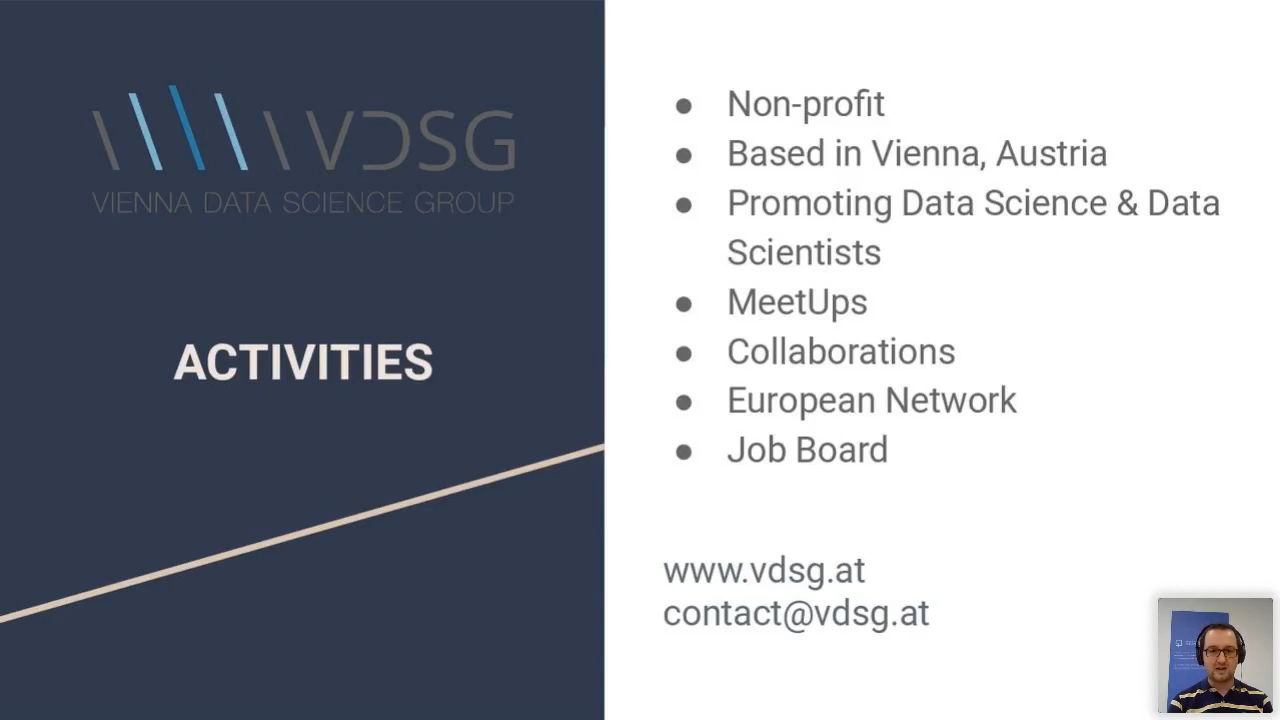 VDSG
VIENNA DATA SCIENCE GROUP
ACTIVITIES
● Non-profit
● Based in Vienna, Austria
● Promoting Data Science & Data
Scientists
● MeetUps
● Collaborations
● European Network
● Job Board
www.vdsg.at
contact@vdsg.at